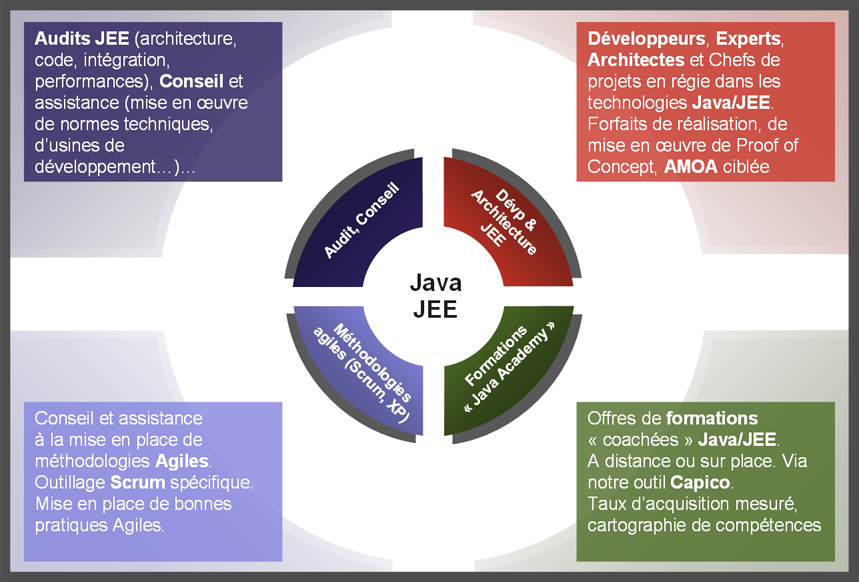 Audits JEE (architecture,
code, intégration,
performances), Conseil et
assistance (mise en œuvre
de normes techniques,
d'usines de
développement…)…
Développeurs, Experts,
Architectes et Chefs de
projets en régie dans les
technologies Java/JEE.
Forfaits de réalisation, de
mise en œuvre de Proof of
Concept, AMOA ciblée
Audit, Conseil
Dévp &
Architecture
JEE
Java
JEE
Méthodologies
agiles (Scrum, XP)
Formations
« Java Academy »
Conseil et assistance
à la mise en place de
méthodologies Agiles.
Outillage Scrum spécifique.
Mise en place de bonnes
pratiques Agiles.
Offres de formations
« coachées » Java/JEE.
A distance ou sur place. Via
notre outil Capico.
Taux d'acquisition mesuré,
cartographie de compétences